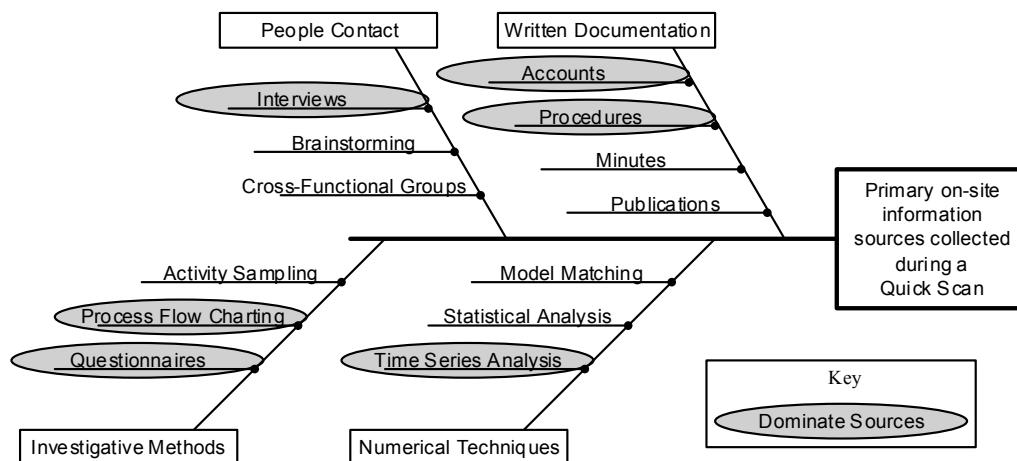 People Contact
Written Documentation
Accounts
Interviews
Procedures
Brainstorming
Minutes
Cross-Functional Groups
Publications
Primary on-site
information
sources collected
during a
Quick Scan
Activity Sampling
Model Matching
Process Flow Charting
Statistical Analysis
Questionnaires
Time Series Analysis
Key
Dominate Sources
Investigative Methods
Numerical Techniques